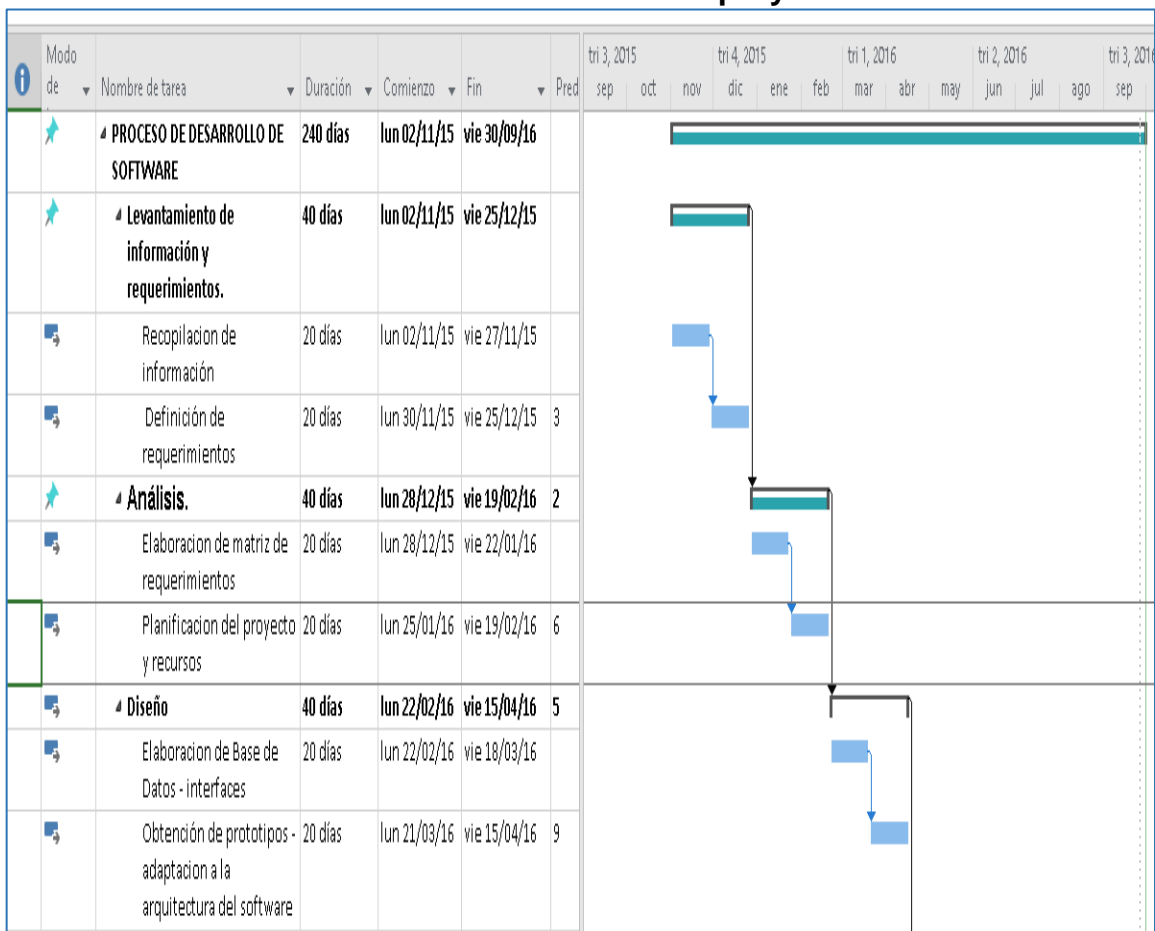 proy
Modo
de
Nombre de tarea
Duración
Comienzo
Fin
Pred
tri 3, 2015
tri 4, 2015
tri 1, 2016
tri 2, 2016
tri 3, 2016
sep oct nov dic ene feb mar abr may jun jul ago sep
PROCESO DE DESARROLLO DE
SOFTWARE
240 días
lun 02/11/15
vie 30/09/16
Levantamiento de
información y
requerimientos.
40 días
lun 02/11/15
vie 25/12/15
Recopilacion de
información
20 días
lun 02/11/15
vie 27/11/15
Definición de
requerimientos
20 días
lun 30/11/15
vie 25/12/15
3
Análisis.
40 días
lun 28/12/15
vie 19/02/16
2
Elaboracion de matriz de
requerimientos
20 días
lun 28/12/15
vie 22/01/16
Planificacion del proyecto
y recursos
20 días
lun 25/01/16
vie 19/02/16
6
Diseño
40 días
lun 22/02/16
vie 15/04/16
5
Elaboracion de Base de
Datos - interfaces
20 días
lun 22/02/16
vie 18/03/16
Obtención de prototipos -
adaptacion a la
arquitectura del software
20 días
lun 21/03/16
vie 15/04/16
9